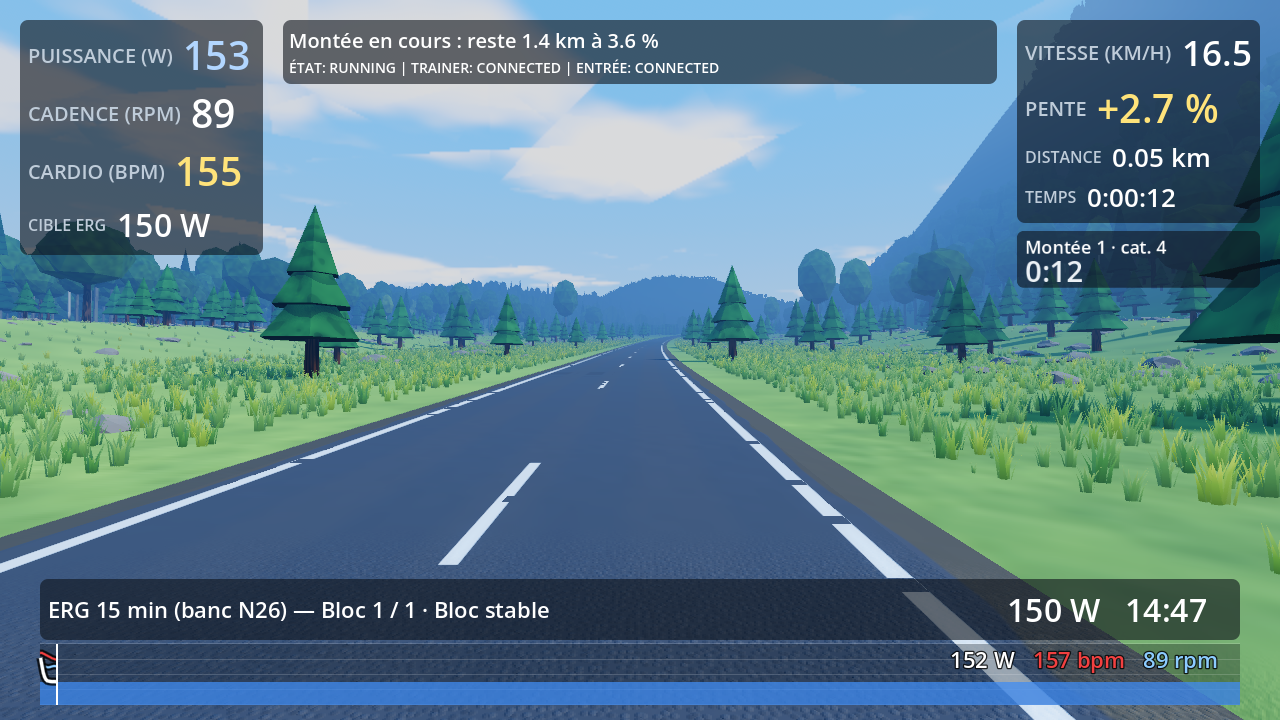 PUISSANCE (W) 153
CADENCE (RPM) 89
CARDIO (BPM) 155
CIBLE ERG 150 W
Montée en cours : reste 1.4 km à 3.6 %
ÉTAT: RUNNING | TRAINER: CONNECTED | ENTRÉE: CONNECTED
VITESSE (KM/H) 16.5
PENTE +2.7 %
DISTANCE 0.05 km
TEMPS 0:00:12
Montée 1 · cat. 4
0:12
ERG 15 min (banc N26) — Bloc 1 / 1 · Bloc stable 150 W 14:47
152 W 157 bpm 89 rpm